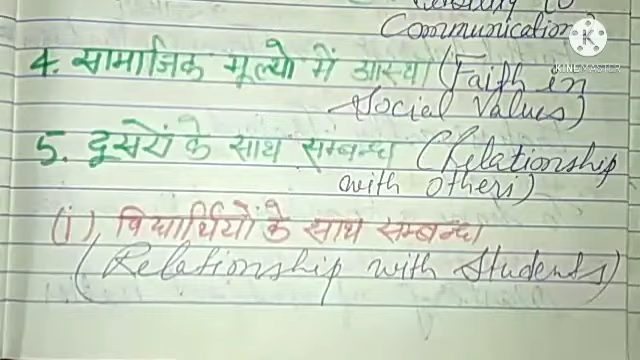 Communication)
4. सामाजिक मूल्यो में आस्था (Faith in
Social Values)
5. दूसरों के साथ सम्बन्ध (Relationship
with others)
(i) विद्यार्थियों के साथ सम्बन्ध
(Relationship with Students)
KINEMASTER